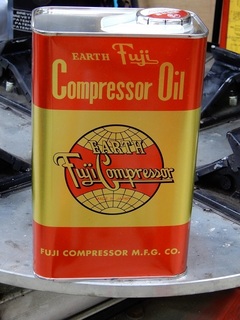 EARTH Fuji
Compressor Oil
EARTH
Fuji Compressor
FUJI COMPRESSOR M.F.G. CO.